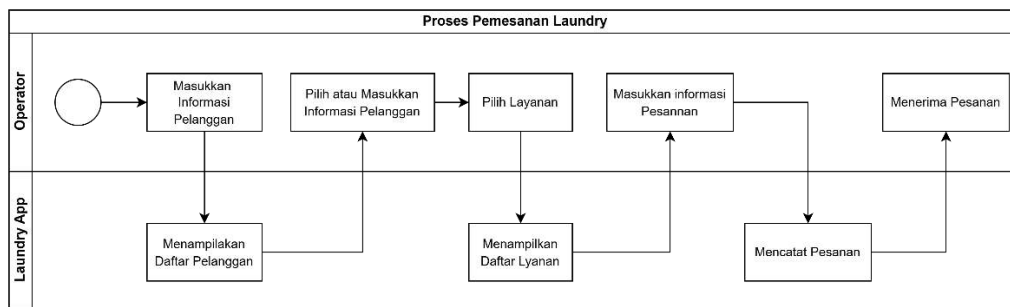 Proses Pemesanan Laundry
Operator
Masukkan
Informasi
Pelanggan
Pilih atau Masukkan
Informasi Pelanggan
Pilih Layanan
Masukkan informasi
Pesannan
Menerima Pesanan
Laundry App
Menampilakan
Daftar Pelanggan
Menampilkan
Daftar Lyanan
Mencatat Pesanan